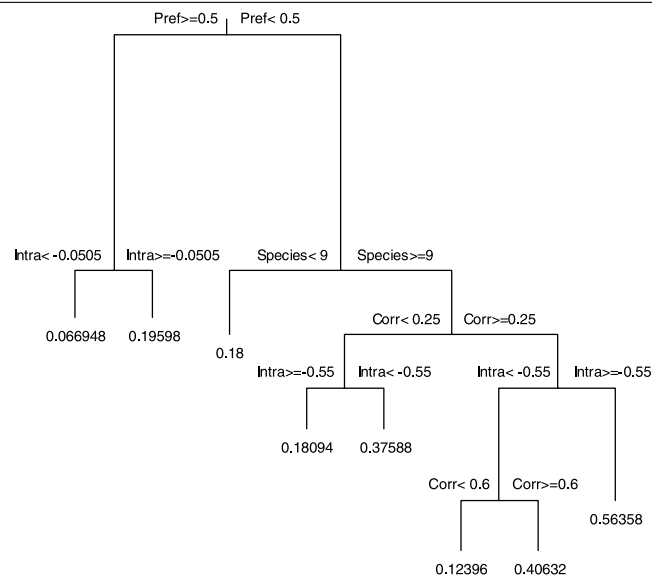 Pref>=0.5 Pref< 0.5
Intra< -0.0505 Intra>=-0.0505 Species< 9 Species>=9
0.066948 0.19598
0.18
Corr< 0.25 Corr>=0.25
Intra>=-0.55 Intra< -0.55 Intra< -0.55 Intra>=-0.55
0.18094 0.37588
Corr< 0.6 Corr>=0.6
0.56358
0.12396 0.40632